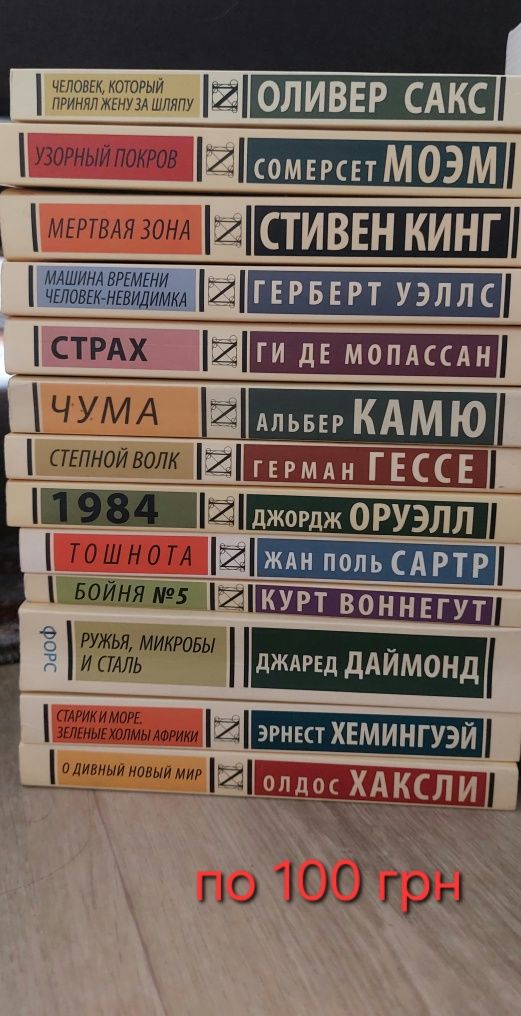 ЧЕЛОВЕК, КОТОРЫЙ
ПРИНЯЛ ЖЕНУ ЗА ШЛЯПУ
ОЛИВЕР САКС
УЗОРНЫЙ ПОКРОВ
СОМЕРСЕТ МОЭМ
МЕРТВАЯ ЗОНА
СТИВЕН КИНГ
МАШИНА ВРЕМЕНИ
ЧЕЛОВЕК-НЕВИДИМКА
ГЕРБЕРТ УЭЛЛС
СТРАХ
ГИ ДЕ МОПАССАН
ЧУМА
АЛЬБЕР КАМЮ
СТЕПНОЙ ВОЛК
ГЕРМАН ГЕССЕ
1984
ДЖОРДЖ ОРУЭЛЛ
ТОШНОТА
ЖАН ПОЛЬ САРТР
БОЙНЯ №5
КУРТ ВОННЕГУТ
ФОРС
РУЖЬЯ, МИКРОБЫ
И СТАЛЬ
ДЖАРЕД ДАЙМОНД
СТАРИК И МОРЕ.
ЗЕЛЕНЫЕ ХОЛМЫ АФРИКИ
ЭРНЕСТ ХЕМИНГУЭЙ
О ДИВНЫЙ НОВЫЙ МИР
ОЛДОС ХАКСЛИ
по 100 грн